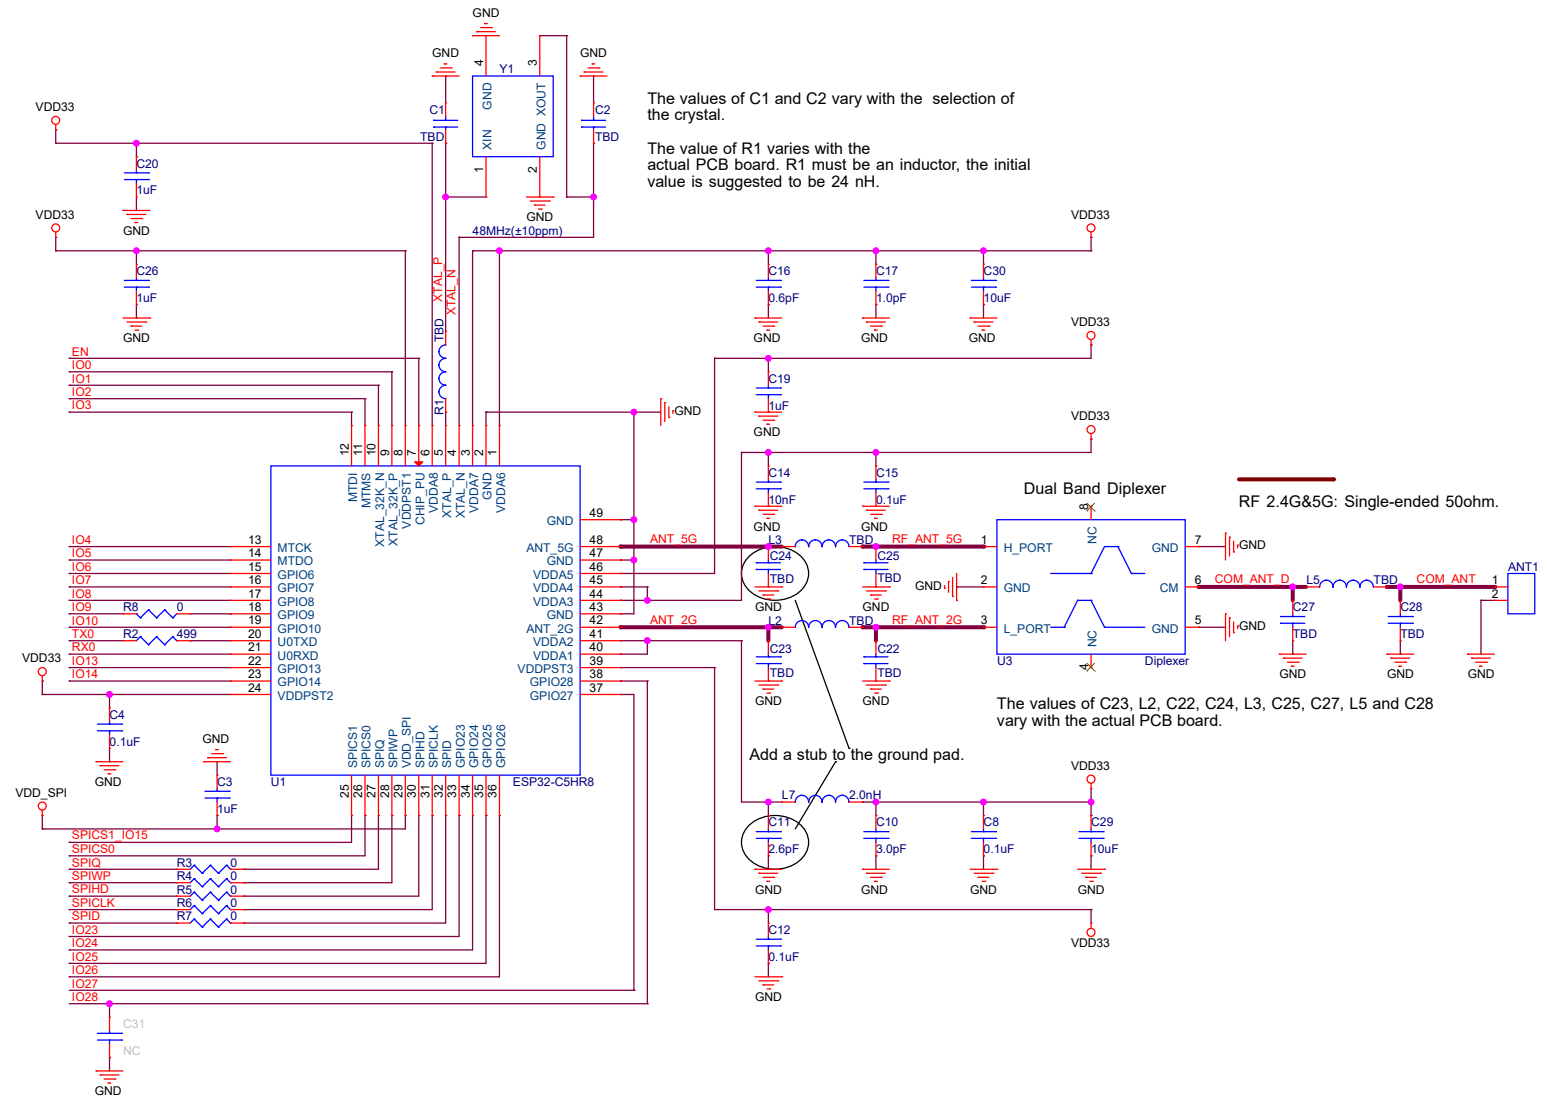 GND
GND
4
3
Y1
GND
GND
XOUT
XIN
GND
1
2
GND
C1
TBD
GND
C2
TBD
The values of C1 and C2 vary with the selection of
the crystal.
The value of R1 varies with the
actual PCB board. R1 must be an inductor, the initial
value is suggested to be 24 nH.
VDD33
C20
1uF
GND
VDD33
C26
1uF
GND
48MHz(±10ppm)
XTAL_P
XTAL_N
TBD
R1
VDD33
C16
0.6pF
GND
C17
1.0pF
GND
C30
10uF
GND
VDD33
C19
1uF
GND
VDD33
C14
10nF
GND
C15
0.1uF
GND
EN
IO0
IO1
IO2
IO3
GND
12
11
10
9
8
7
6
5
4
3
2
1
MTDI
MTMS
XTAL_32K_N
XTAL_32K_P
VDDPST1
CHIP_PU
VDDA8
XTAL_P
XTAL_N
VDDA7
GND
VDDA6
IO4
13
MTCK
IO5
14
MTDO
IO6
15
GPIO6
IO7
16
GPIO7
IO8
17
GPIO8
IO9
R8
0
18
GPIO9
IO10
19
GPIO10
TX0
R2
499
20
U0TXD
RX0
21
U0RXD
IO13
22
GPIO13
IO14
23
GPIO14
24
VDDPST2
VDD33
C4
0.1uF
GND
GND
49
ANT_5G
48
GND
47
VDDA5
46
VDDA4
45
VDDA3
44
GND
43
ANT_2G
42
VDDA2
41
VDDA1
40
VDDPST3
39
GPIO28
38
GPIO27
37
U1
ESP32-C5HR8
SPICS1
SPICS0
SPIQ
SPIWP
VDD_SPI
SPIHD
SPICLK
SPID
GPIO23
GPIO24
GPIO25
GPIO26
25
26
27
28
29
30
31
32
33
34
35
36
GND
C3
1uF
VDD_SPI
SPICS1_IO15
SPICS0
SPIQ
R3
0
SPIWP
R4
0
SPIHD
R5
0
SPICLK
R6
0
SPID
R7
0
IO23
IO24
IO25
IO26
IO27
IO28
C31
NC
GND
ANT_5G
L3
TBD
RF_ANT_5G
C24
TBD
GND
C25
TBD
GND
ANT_2G
L2
TBD
RF_ANT_2G
C23
TBD
GND
C22
TBD
GND
Dual Band Diplexer
8
NC
1
H_PORT
GND
2
GND
3
L_PORT
GND
7
GND
CM
6
GND
5
GND
NC
4
U3
Diplexer
RF 2.4G&5G: Single-ended 50ohm.
COM_ANT_D
L5
TBD
COM_ANT
C27
TBD
GND
C28
TBD
GND
ANT1
1
2
GND
The values of C23, L2, C22, C24, L3, C25, C27, L5 and C28
vary with the actual PCB board.
Add a stub to the ground pad.
VDD33
L7
2.0nH
C11
2.6pF
GND
C10
3.0pF
GND
C8
0.1uF
GND
C29
10uF
GND
C12
0.1uF
GND
VDD33